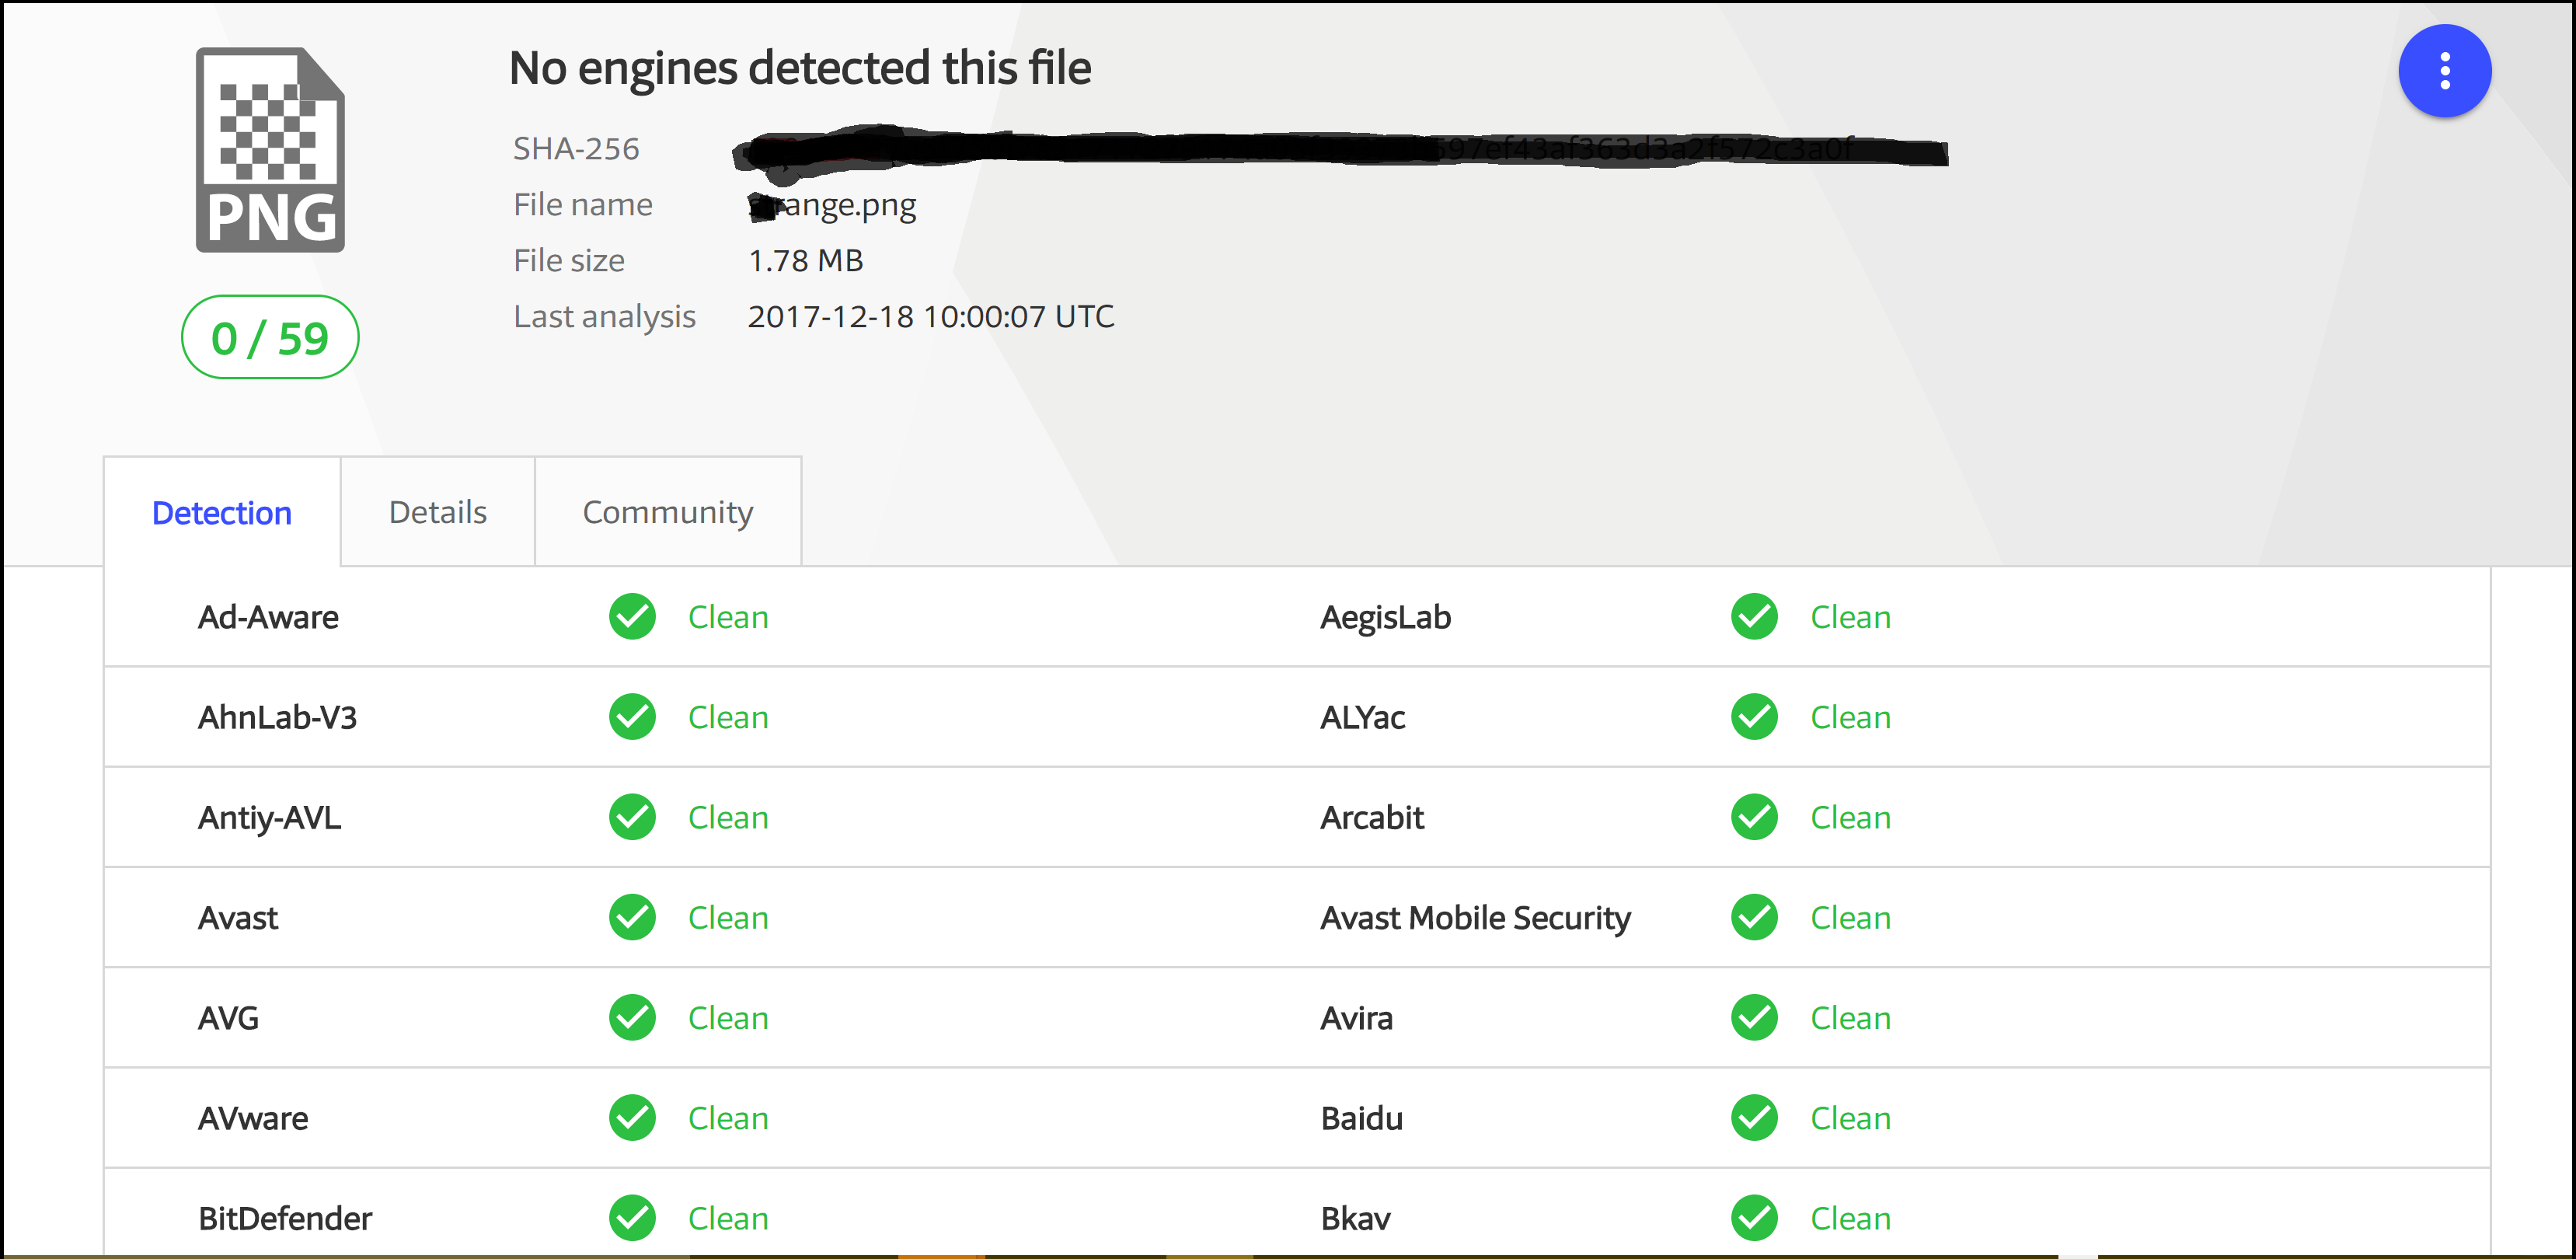 No engines detected this file
PNG
SHA-256
597ef43af363d3a2f572c3a0f
File name
range.png
File size
1.78 MB
Last analysis
2017-12-18 10:00:07 UTC
0 / 59
Detection
Details
Community
Ad-Aware Clean AegisLab Clean
AhnLab-V3 Clean ALYac Clean
Antiy-AVL Clean Arcabit Clean
Avast Clean Avast Mobile Security Clean
AVG Clean Avira Clean
AVware Clean Baidu Clean
BitDefender Clean Bkav Clean